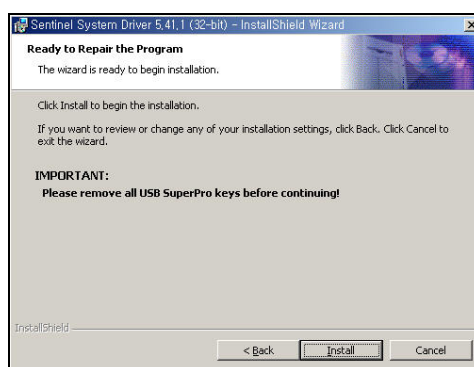 Sentinel System Driver 5.41.1 (32-bit) - InstallShield Wizard
Ready to Repair the Program
The wizard is ready to begin installation.
Click Install to begin the installation.
If you want to review or change any of your installation settings, click Back. Click Cancel to
exit the wizard.
IMPORTANT:
Please remove all USB SuperPro keys before continuing!
InstallShield
< Back
Install
Cancel